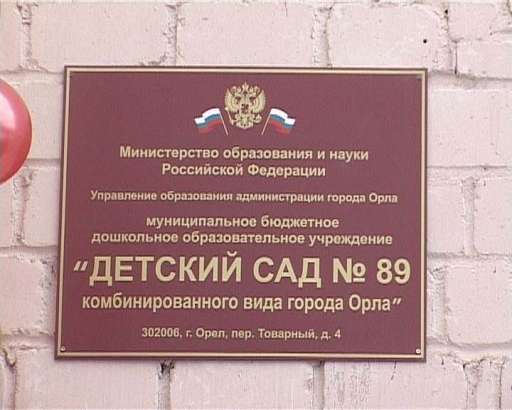 Министерство образования и науки
Российской Федерации
Управление образования администрации города Орла
муниципальное бюджетное
дошкольное образовательное учреждение
"ДЕТСКИЙ САД № 89
комбинированного вида города Орла"
302006, г. Орел, пер. Товарный, д. 4